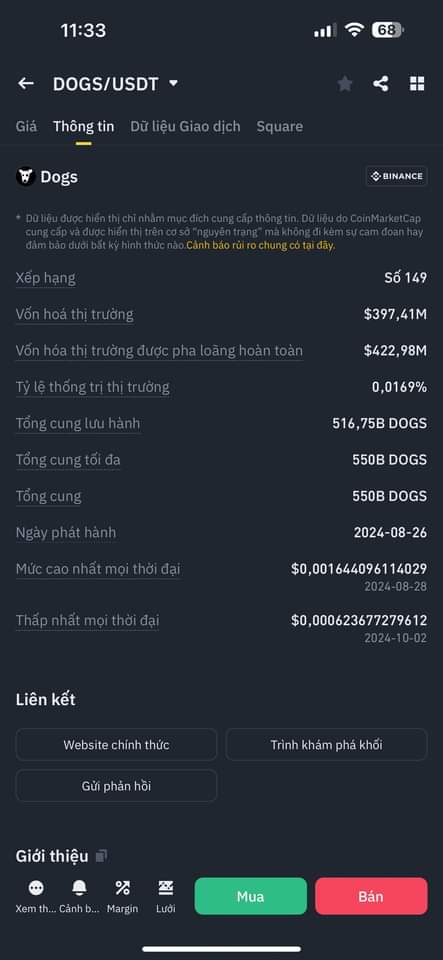 11:33
68
DOGS/USDT
Giá Thông tin Dữ liệu Giao dịch Square
Dogs
BINANCE
* Dữ liệu được hiển thị chỉ nhằm mục đích cung cấp thông tin. Dữ liệu do CoinMarketCap
cung cấp và được hiển thị trên cơ sở "nguyên trạng" mà không đi kèm sự cam đoan hay
đảm bảo dưới bất kỳ hình thức nào.Cảnh báo rủi ro chung có tại đây.
Xếp hạng Số 149
Vốn hoá thị trường $397,41M
Vốn hóa thị trường được pha loãng hoàn toàn $422,98M
Tỷ lệ thống trị thị trường 0,0169%
Tổng cung lưu hành 516,75B DOGS
Tổng cung tối đa 550B DOGS
Tổng cung 550B DOGS
Ngày phát hành 2024-08-26
Mức cao nhất mọi thời đại $0,001644096114029
2024-08-28
Thấp nhất mọi thời đại $0,000623677279612
2024-10-02
Liên kết
Website chính thức Trình khám phá khối
Gửi phản hồi
Giới thiệu
Xem th... Cảnh b... Margin Lưới Mua Bán